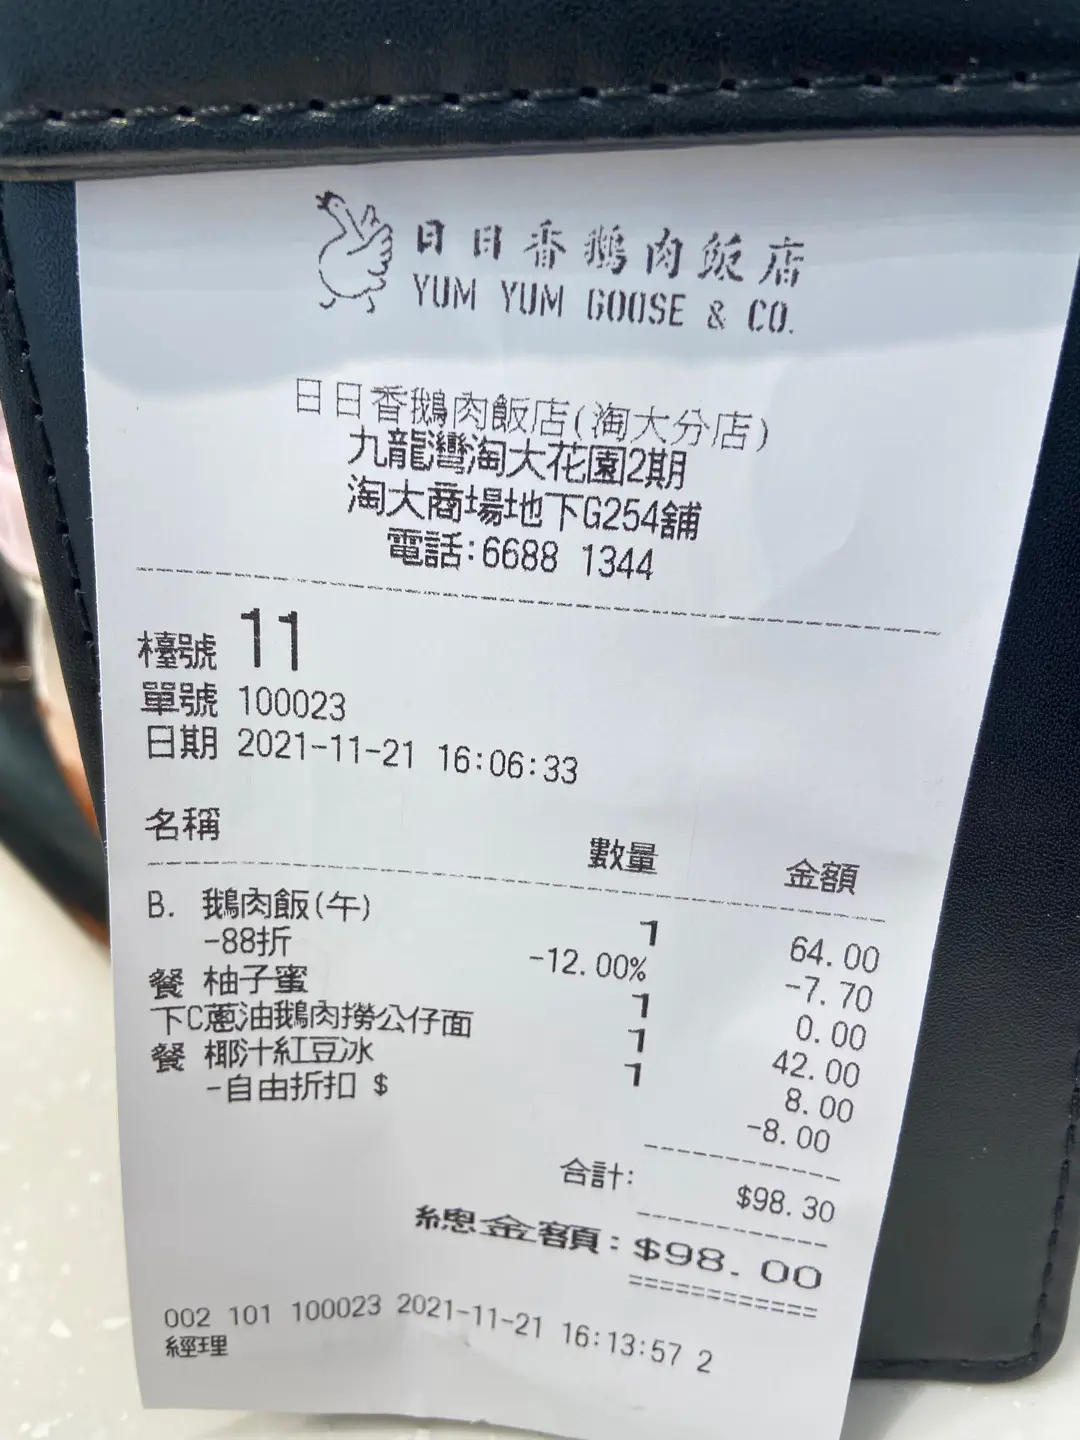 日日香鵝肉飯店
YUM YUM GOOSE & CO.
日日香鵝肉飯店(淘大分店)
九龍灣淘大花園2期
淘大商場地下G254舖
電話:6688 1344
檯號 11
單號 100023
日期 2021-11-21 16:06:33
名稱 數量 金額
B. 鵝肉飯(午) 1 64.00
-88折 -12.00% -7.70
餐 柚子蜜 1 0.00
下C蔥油鵝肉撈公仔面 1 42.00
餐 椰汁紅豆冰 1 8.00
-自由折扣 $ -8.00
合計: $98.30
總金額: $98.00
============
002 101 100023 2021-11-21 16:13:57 2
經理